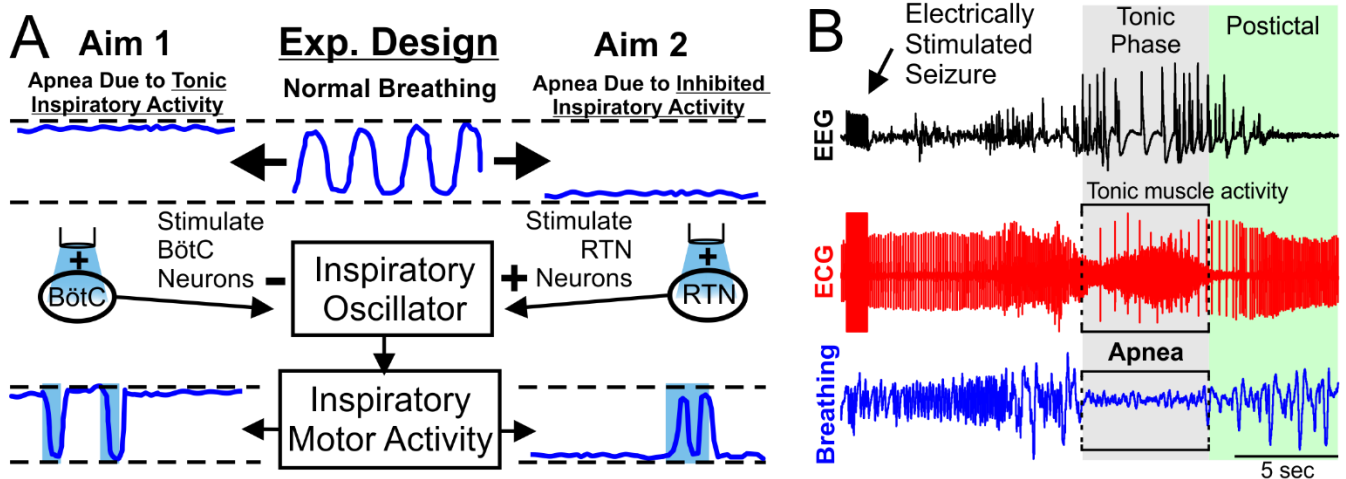 A
Aim 1
Apnea Due to Tonic
Inspiratory Activity
Exp. Design
Normal Breathing
Aim 2
Apnea Due to Inhibited
Inspiratory Activity
Stimulate
BötC
Neurons
+
BötC
-
Inspiratory
Oscillator
+
Stimulate
RTN
Neurons
+
RTN
Inspiratory
Motor Activity
B
Electrically
Stimulated
Seizure
Tonic
Phase
Postictal
EEG
Tonic muscle activity
ECG
Apnea
Breathing
5 sec